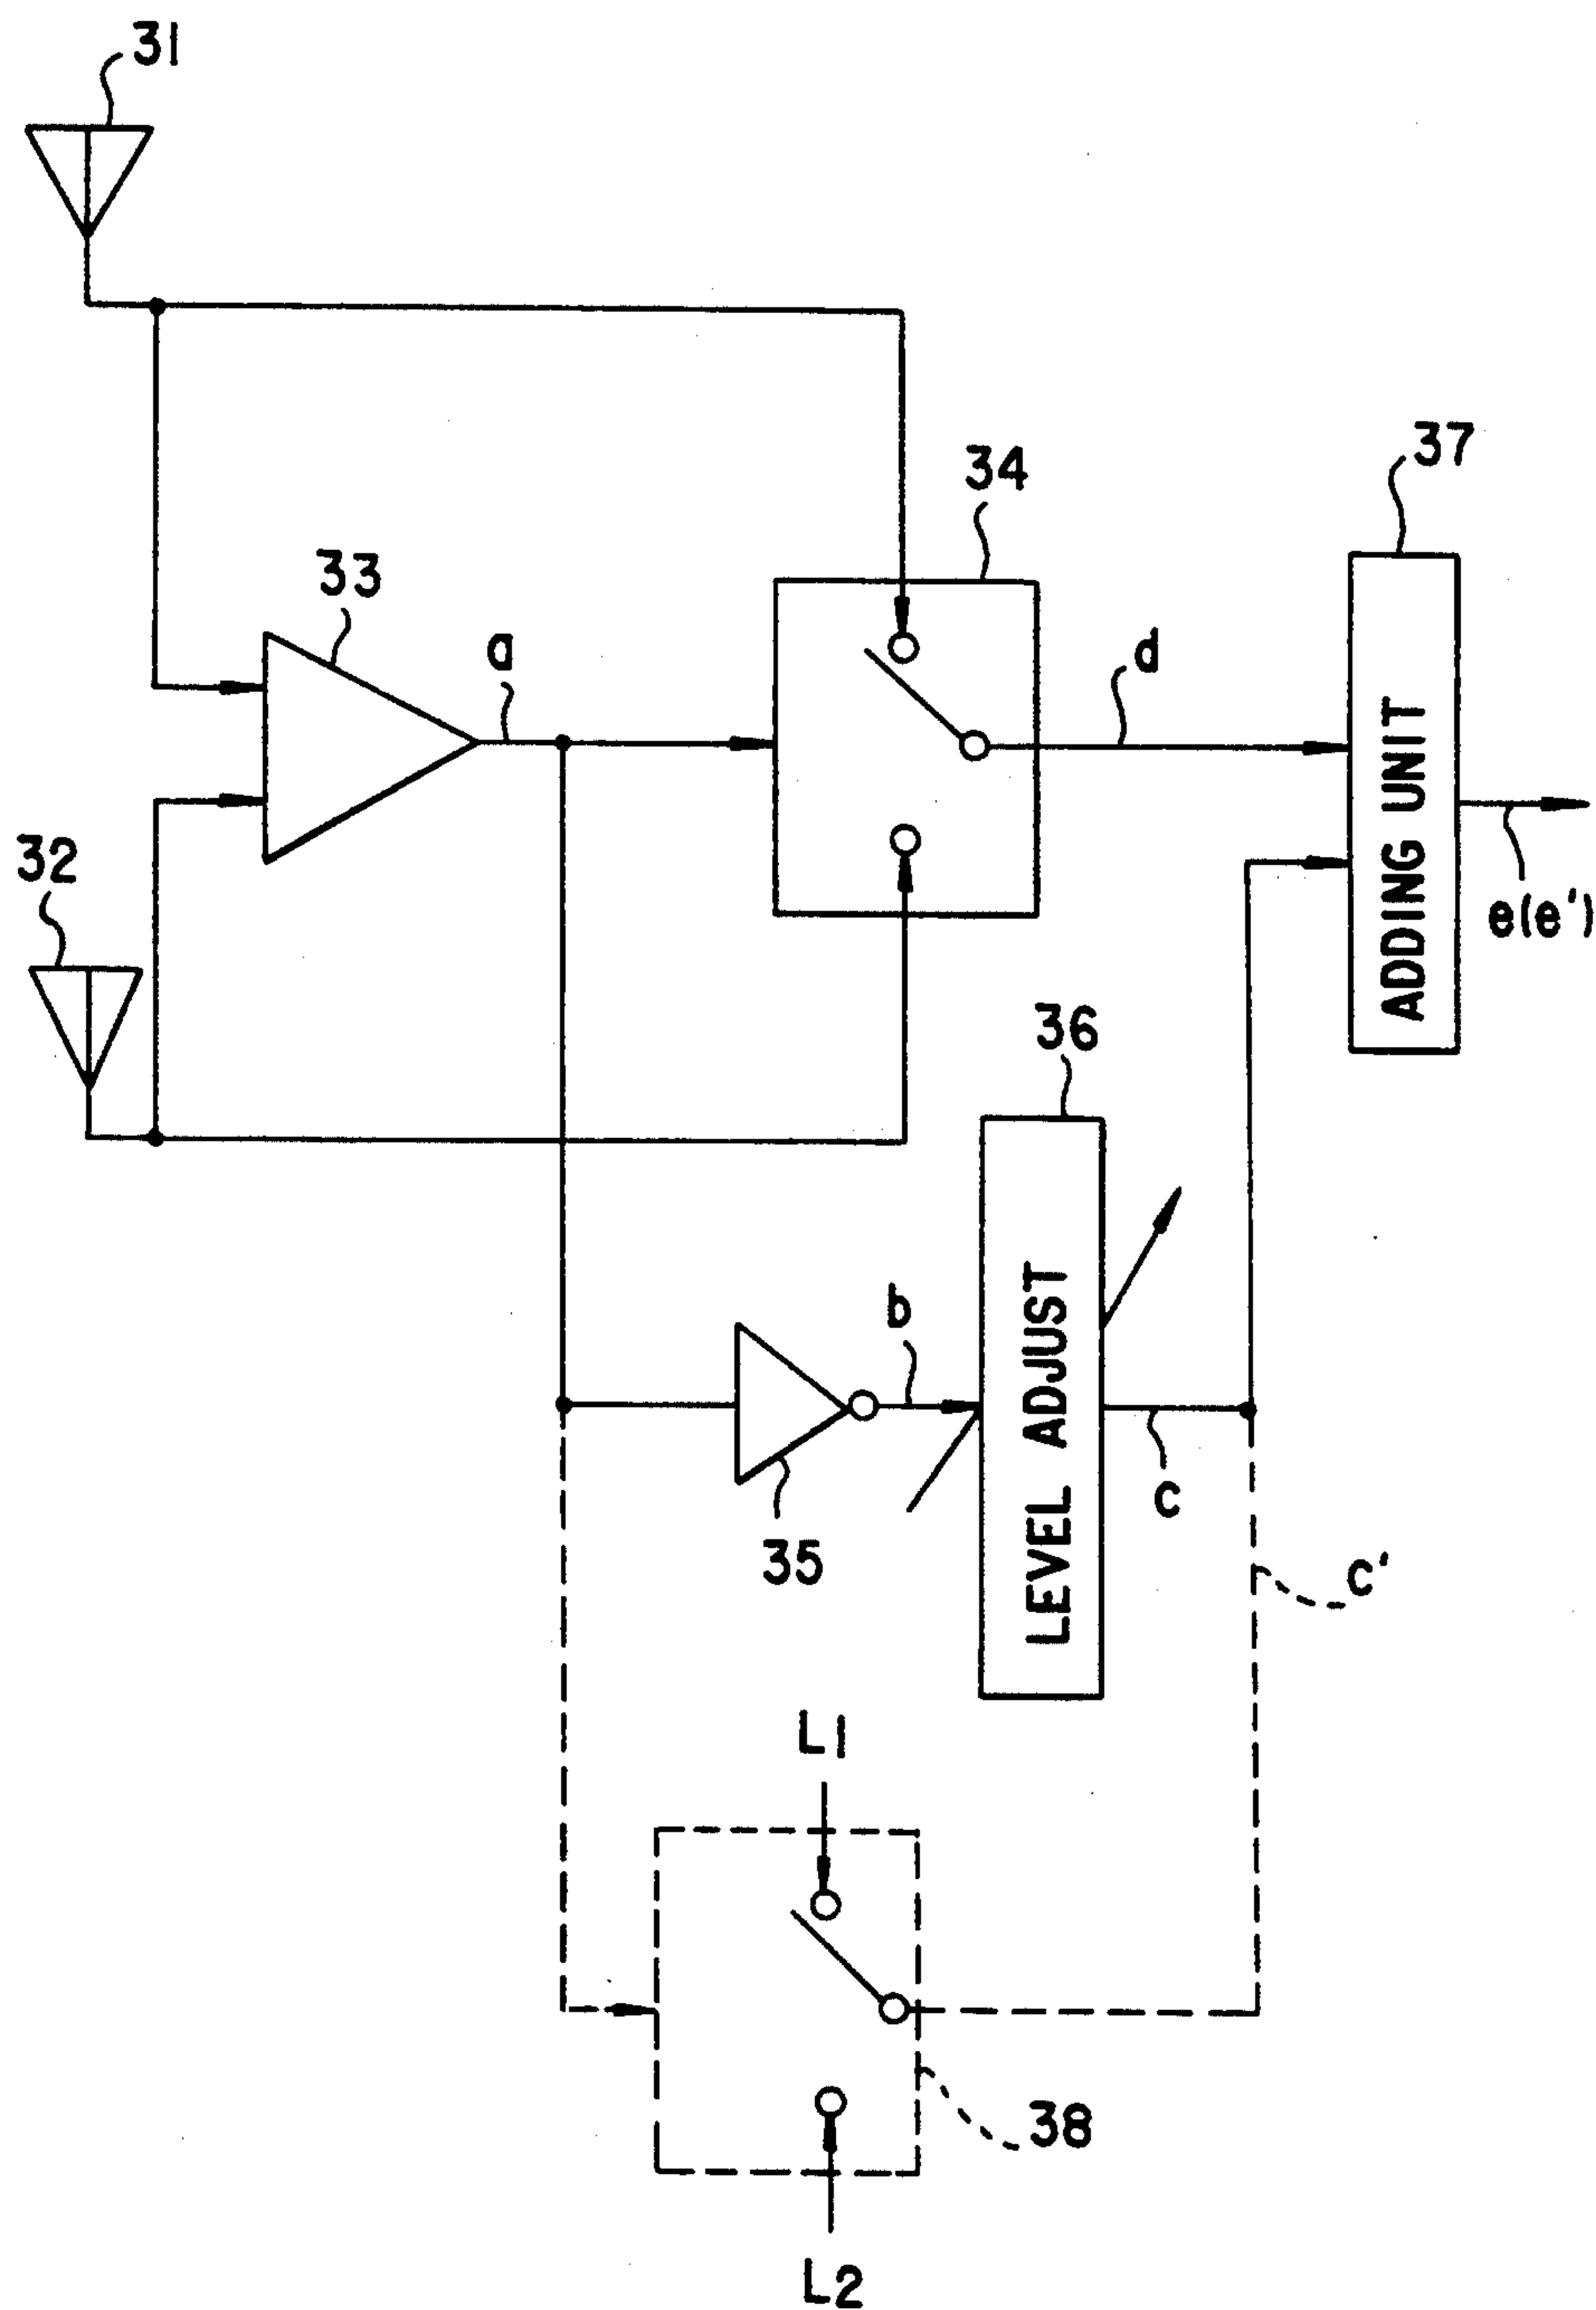 31
34
37
33
a
d
32
ADDING UNIT
e(e')
36
b
LEVEL ADJUST
c
35
c'
L1
38
L2